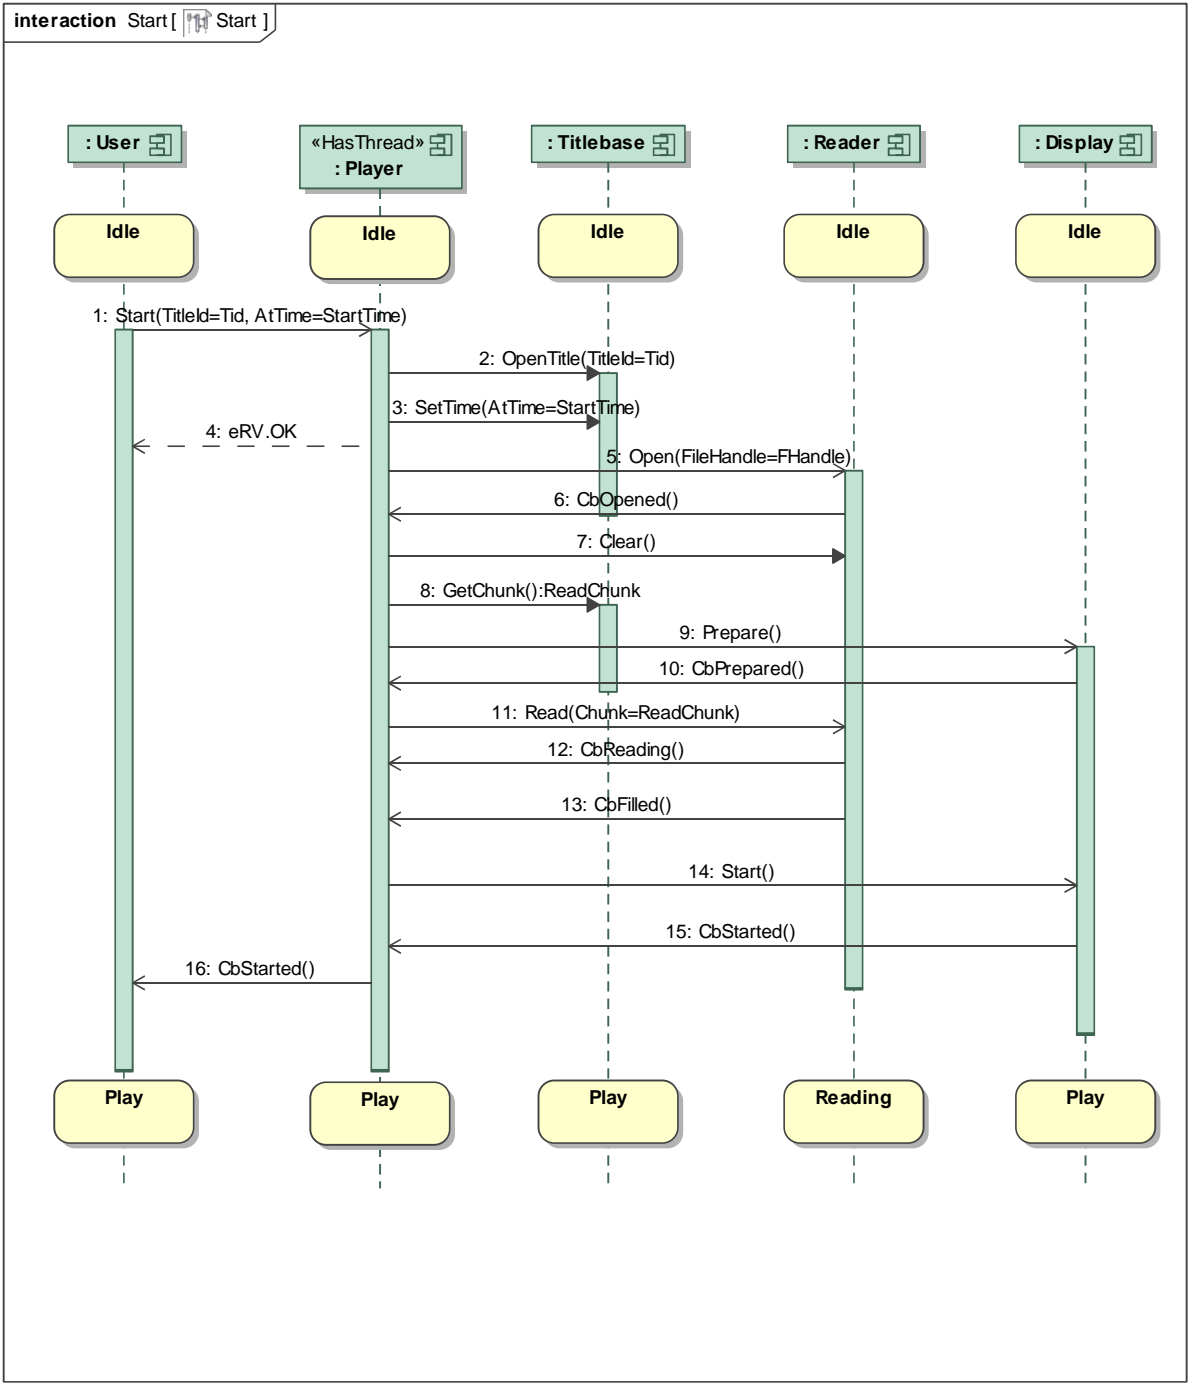 interaction Start [ Start ]
: User
«HasThread»
: Player
: Titlebase
: Reader
: Display
Idle
Idle
Idle
Idle
Idle
1: Start(TitleId=Tid, AtTime=StartTime)
2: OpenTitle(TitleId=Tid)
3: SetTime(AtTime=StartTime)
4: eRV.OK
5: Open(FileHandle=FHandle)
6: CbOpened()
7: Clear()
8: GetChunk():ReadChunk
9: Prepare()
10: CbPrepared()
11: Read(Chunk=ReadChunk)
12: CbReading()
13: CbFilled()
14: Start()
15: CbStarted()
16: CbStarted()
Play
Play
Play
Reading
Play